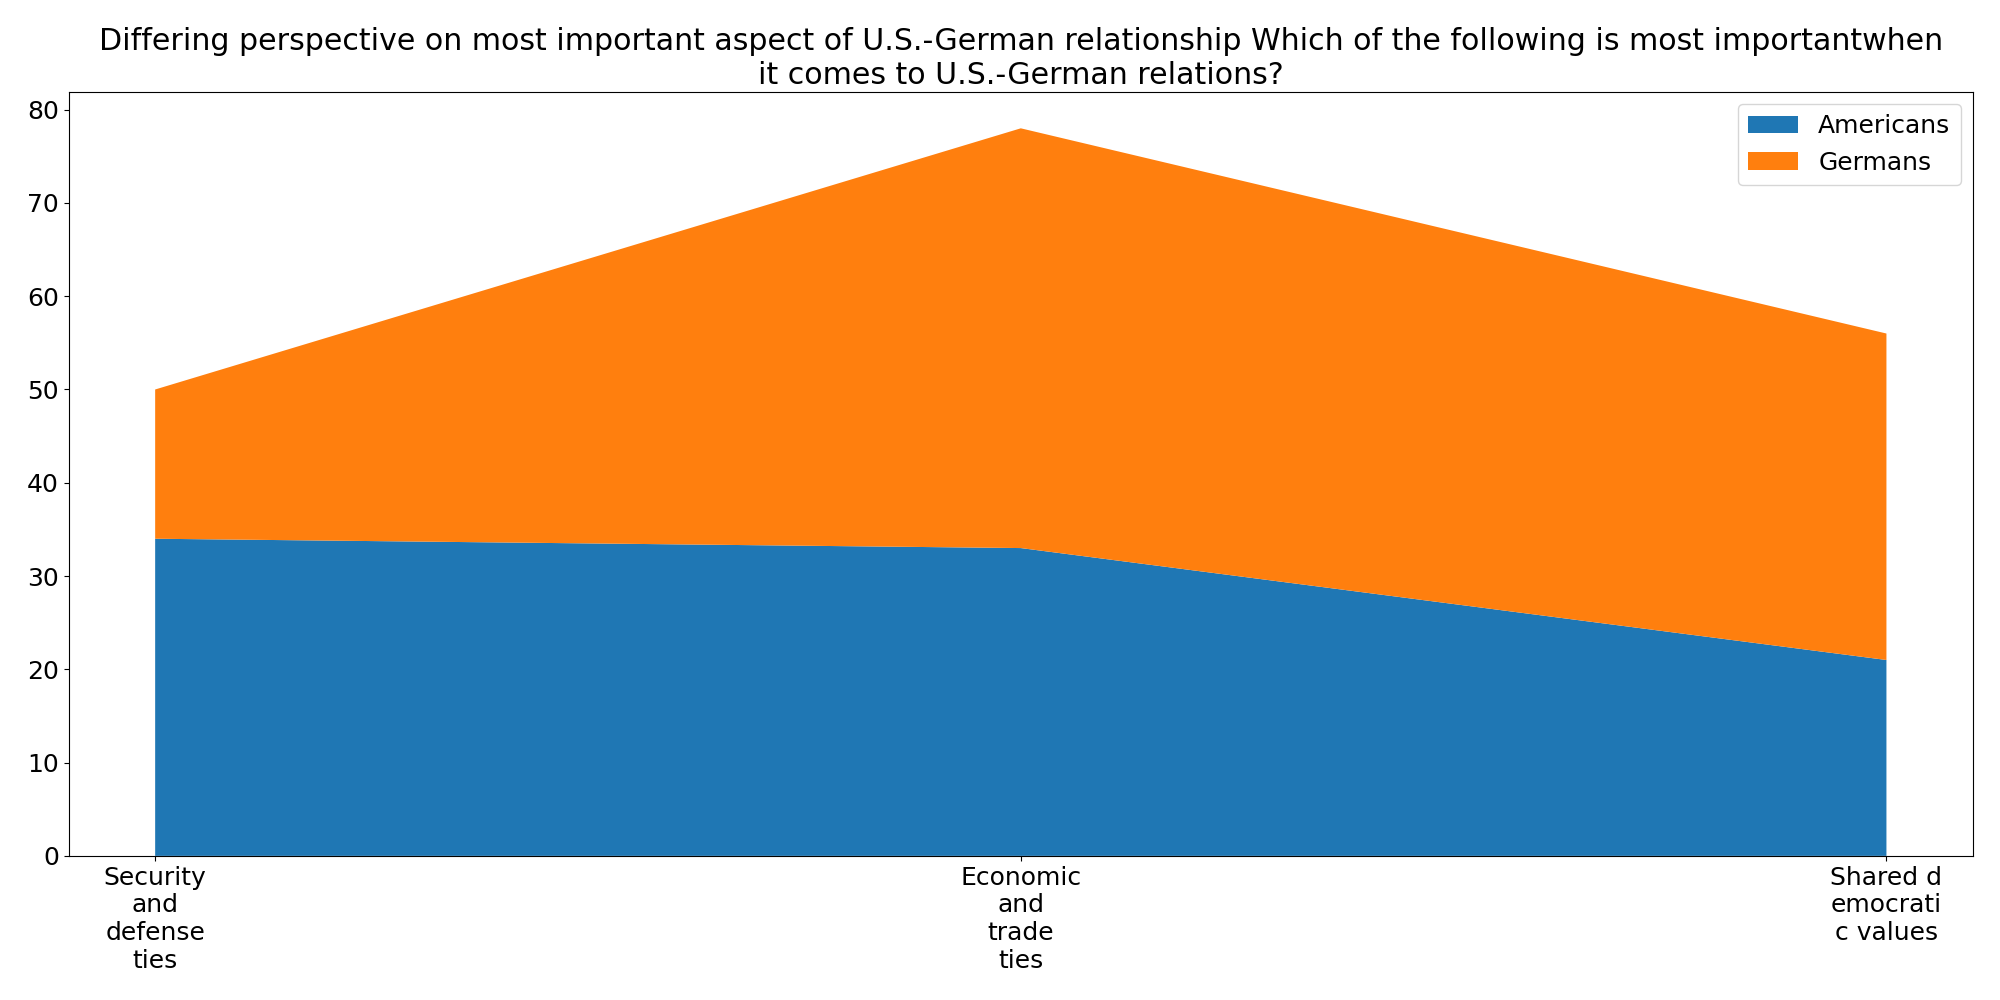 Differing perspective on most important aspect of U.S.-German relationship Which of the following is most importantwhen
it comes to U.S.-German relations?
Americans
Germans
80
70
60
50
40
30
20
10
0
Security
and
defense
ties
Economic
and
trade
ties
Shared d
emocrati
c values